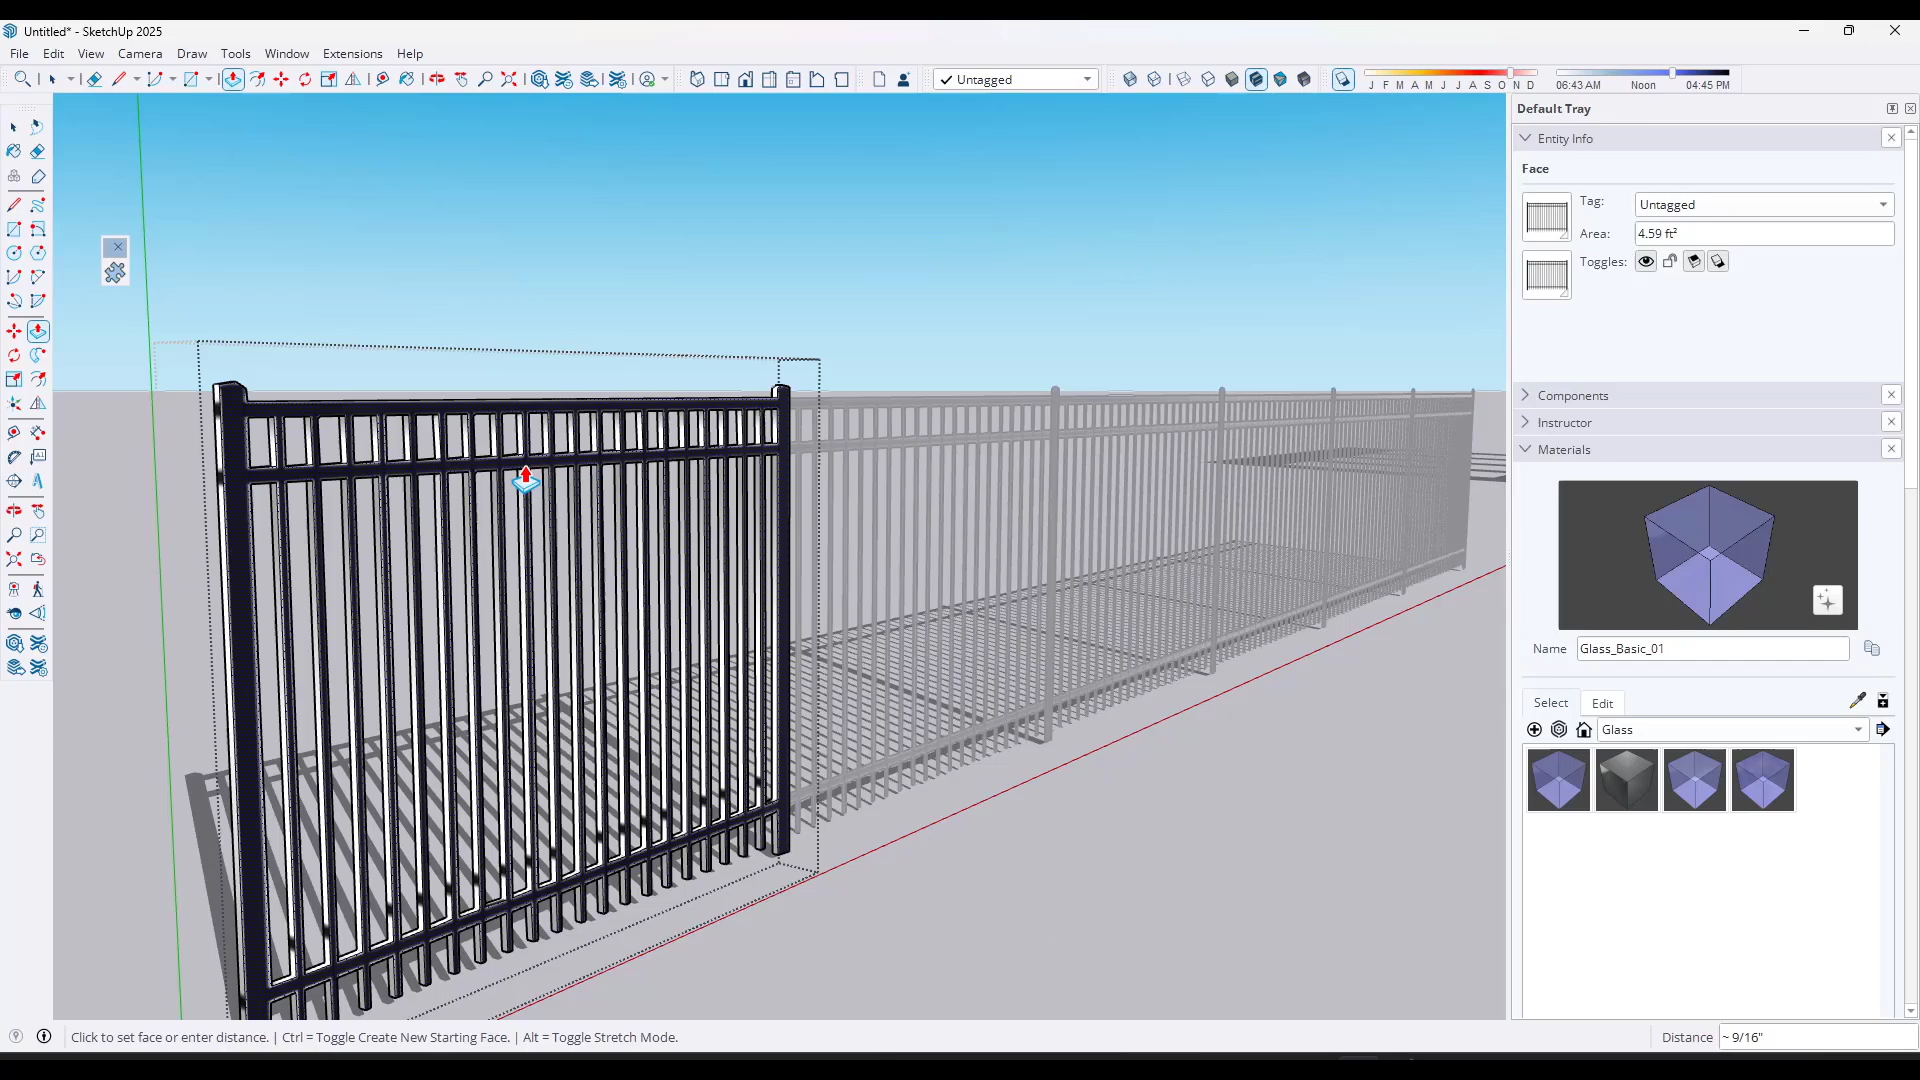 Untitled* - SketchUp 2025
File Edit View Camera Draw Tools Window Extensions Help
Untagged
J F M A M J J A S O N D
06:43 AM Noon 04:45 PM
Default Tray
Entity Info
Face
Tag: Untagged
Area: 4.59 ft²
Toggles:
Components
Instructor
Materials
Name Glass_Basic_01
Select Edit
Glass
Click to set face or enter distance. | Ctrl = Toggle Create New Starting Face. | Alt = Toggle Stretch Mode.
Distance ~ 9/16"